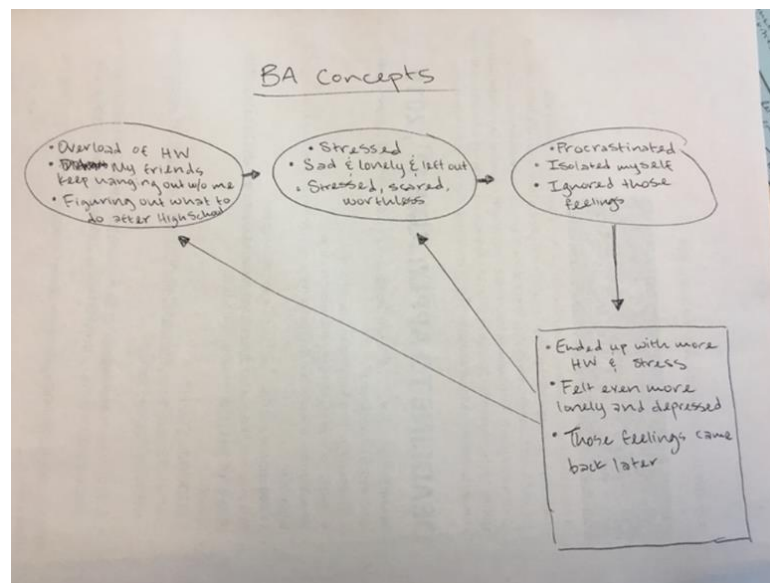 BA Concepts
• Overload of HW
• My friends
keep hanging out w/o me
• Figuring out what to
do after High School
• Stressed
• Sad & lonely & left out
• Stressed, scared,
worthless
• Procrastinated
• Isolated myself
• Ignored those
feelings
• Ended up with more
HW & stress
• Felt even more
lonely and depressed
• Those feelings came
back later